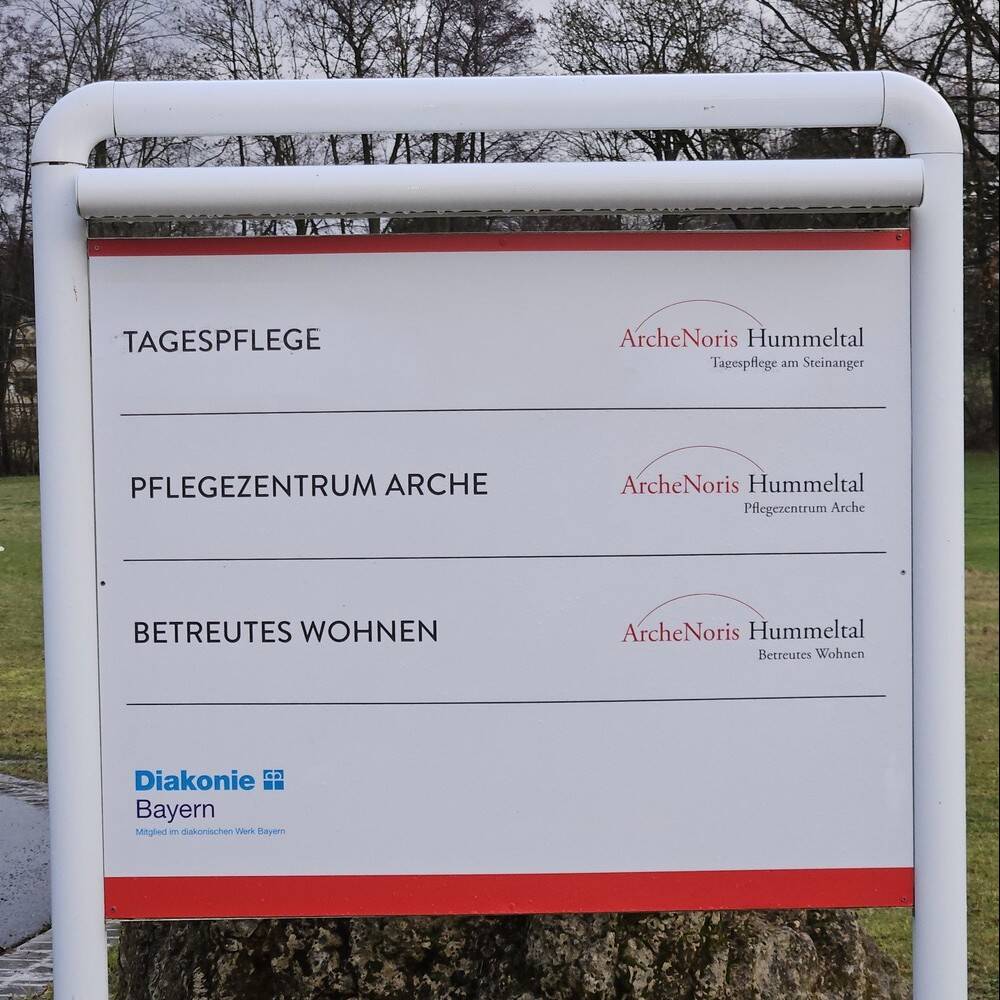 TAGESPFLEGE
ArcheNoris Hummeltal
Tagespflege am Steinanger
PFLEGEZENTRUM ARCHE
ArcheNoris Hummeltal
Pflegezentrum Arche
BETREUTES WOHNEN
ArcheNoris Hummeltal
Betreutes Wohnen
Diakonie
Bayern
Mitglied im diakonischen Werk Bayern